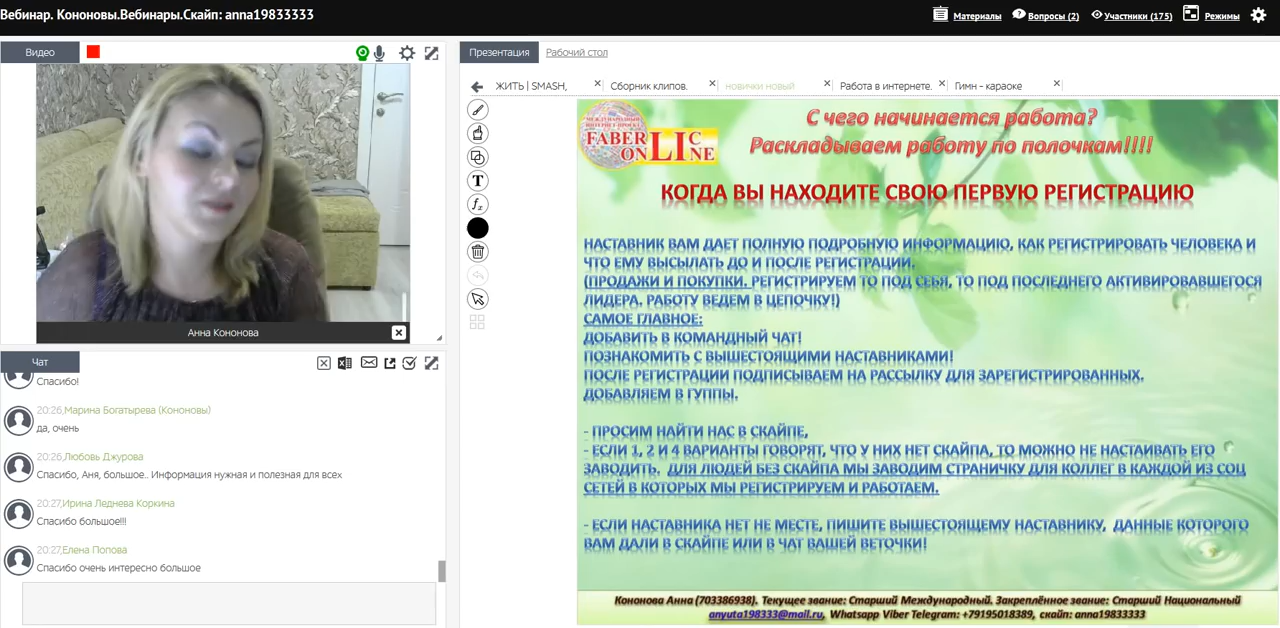 Вебинар. Кононовы.Вебинары.Скайп: anna19833333
Материалы
Вопросы (2)
Участники (175)
Режимы
Видео
Анна Кононова
Чат
Спасибо!
20:26,Марина Богатырева (Кононовы)
да, очень
20:26,Любовь Джурова
Спасибо, Аня, большое.. Информация нужная и полезная для всех
20:27,Ирина Леднева Коркина
Спасибо большое!!!
20:27,Елена Попова
Спасибо очень интересно большое
Презентация
Рабочий стол
ЖИТЬ | SMASH,
Сборник клипов.
новички новый
Работа в интернете.
Гимн - караоке
T
fx
МЕЖДУНАРОДНЫЙ
ИНТЕРНЕТ-ПРОЕКТ
FABERLIC
ONLINE
С чего начинается работа?
Раскладываем работу по полочкам!!!!
КОГДА ВЫ НАХОДИТЕ СВОЮ ПЕРВУЮ РЕГИСТРАЦИЮ
НАСТАВНИК ВАМ ДАЕТ ПОЛНУЮ ПОДРОБНУЮ ИНФОРМАЦИЮ, КАК РЕГИСТРИРОВАТЬ ЧЕЛОВЕКА И
ЧТО ЕМУ ВЫСЫЛАТЬ ДО И ПОСЛЕ РЕГИСТРАЦИИ.
(ПРОДАЖИ И ПОКУПКИ. РЕГИСТРИРУЕМ ТО ПОД СЕБЯ, ТО ПОД ПОСЛЕДНЕГО АКТИВИРОВАВШЕГОСЯ
ЛИДЕРА. РАБОТУ ВЕДЕМ В ЦЕПОЧКУ!)
САМОЕ ГЛАВНОЕ:
ДОБАВИТЬ В КОМАНДНЫЙ ЧАТ!
ПОЗНАКОМИТЬ С ВЫШЕСТОЯЩИМИ НАСТАВНИКАМИ!
ПОСЛЕ РЕГИСТРАЦИИ ПОДПИСЫВАЕМ НА РАССЫЛКУ ДЛЯ ЗАРЕГИСТРИРОВАННЫХ.
ДОБАВЛЯЕМ В ГУППЫ.
- ПРОСИМ НАЙТИ НАС В СКАЙПЕ,
- ЕСЛИ 1, 2 И 4 ВАРИАНТЫ ГОВОРЯТ, ЧТО У НИХ НЕТ СКАЙПА, ТО МОЖНО НЕ НАСТАИВАТЬ ЕГО
ЗАВОДИТЬ. ДЛЯ ЛЮДЕЙ БЕЗ СКАЙПА МЫ ЗАВОДИМ СТРАНИЧКУ ДЛЯ КОЛЛЕГ В КАЖДОЙ ИЗ СОЦ
СЕТЕЙ В КОТОРЫХ МЫ РЕГИСТРИРУЕМ И РАБОТАЕМ.
- ЕСЛИ НАСТАВНИКА НЕТ НЕ МЕСТЕ, ПИШИТЕ ВЫШЕСТОЯЩЕМУ НАСТАВНИКУ, ДАННЫЕ КОТОРОГО
ВАМ ДАЛИ В СКАЙПЕ ИЛИ В ЧАТ ВАШЕЙ ВЕТОЧКИ!
Кононова Анна (703386938). Текущее звание: Старший Международный. Закреплённое звание: Старший Национальный
anyuta198333@mail.ru, Whatsapp Viber Telegram: +79195018389, скайп: anna19833333